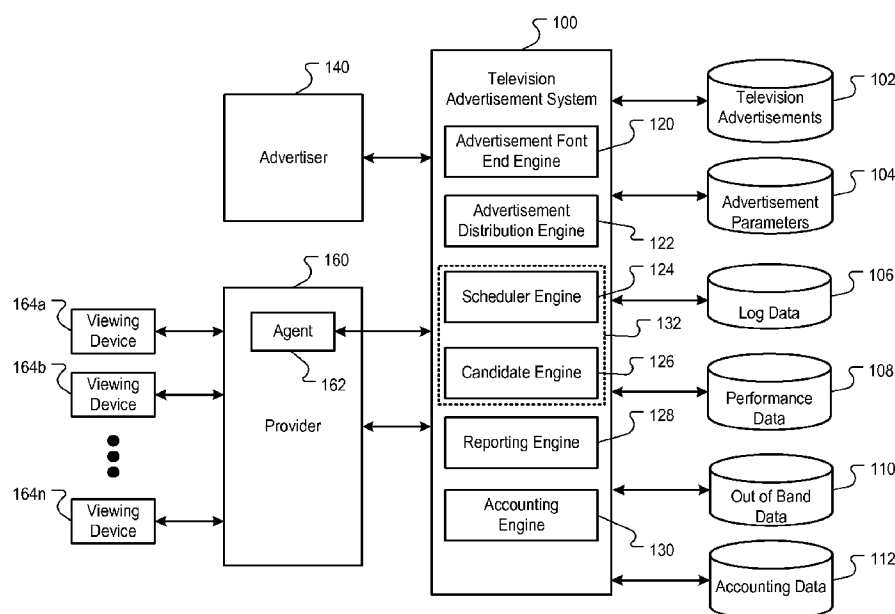 100
140
Television
Advertisement System
102
Television
Advertisements
Advertiser
120
Advertisement Font
End Engine
104
Advertisement
Parameters
Advertisement
Distribution Engine
122
160
124
Scheduler Engine
106
Log Data
164a
Viewing
Device
Agent
162
132
126
Candidate Engine
164b
Viewing
Device
108
Performance
Data
Provider
128
Reporting Engine
110
Out of Band
Data
164n
Viewing
Device
Accounting
Engine
130
112
Accounting Data